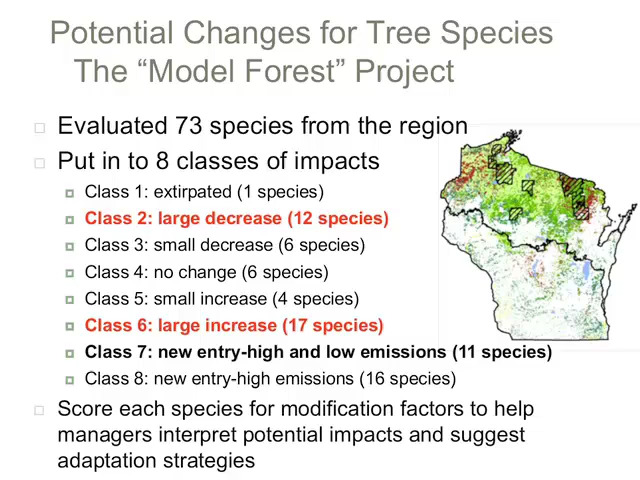 Potential Changes for Tree Species
The “Model Forest” Project
Evaluated 73 species from the region
Put in to 8 classes of impacts
Class 1: extirpated (1 species)
Class 2: large decrease (12 species)
Class 3: small decrease (6 species)
Class 4: no change (6 species)
Class 5: small increase (4 species)
Class 6: large increase (17 species)
Class 7: new entry-high and low emissions (11 species)
Class 8: new entry-high emissions (16 species)
Score each species for modification factors to help
managers interpret potential impacts and suggest
adaptation strategies